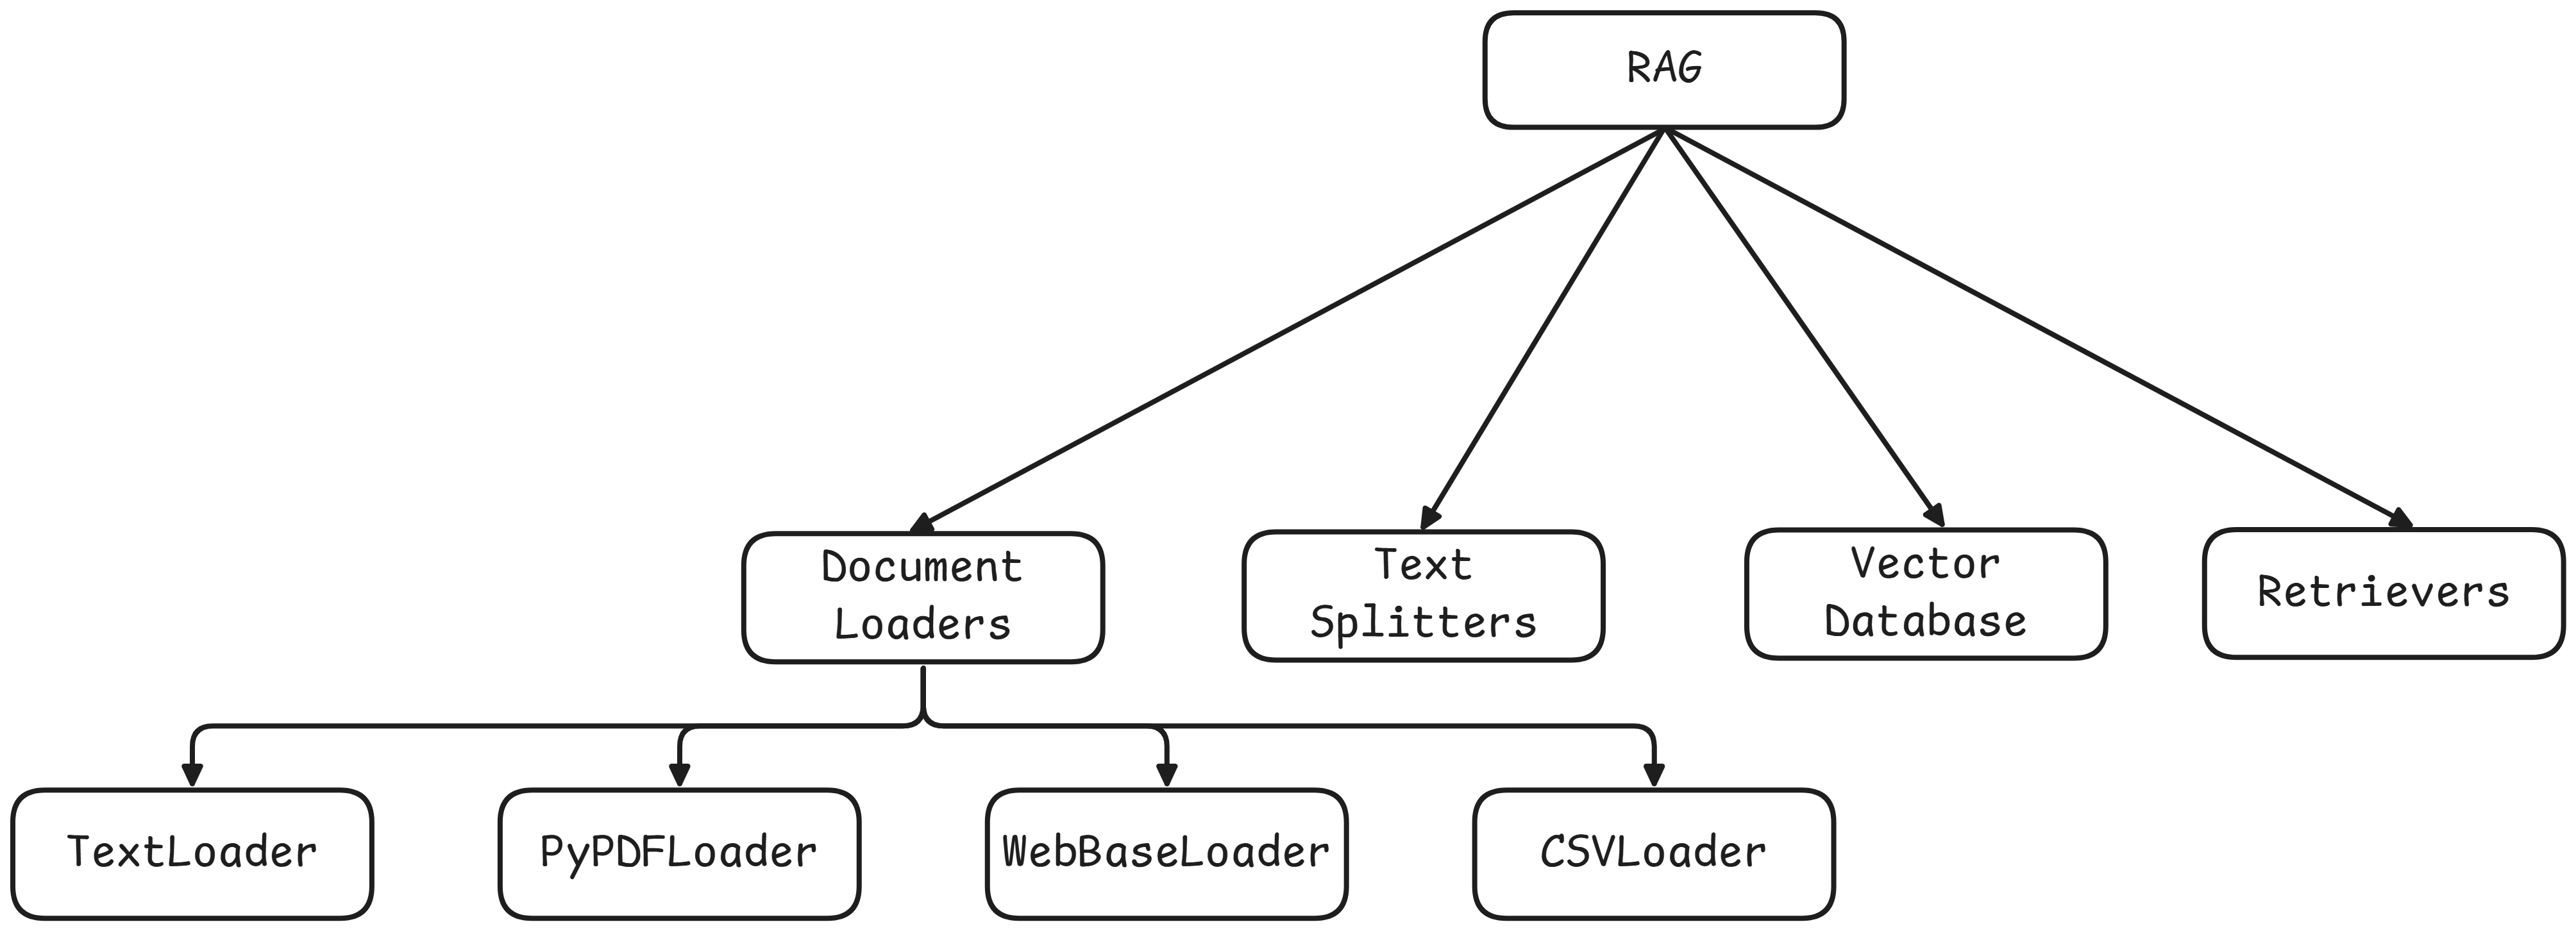 RAG
Document
Loaders
Text
Splitters
Vector
Database
Retrievers
TextLoader
PyPDFLoader
WebBaseLoader
CSVLoader